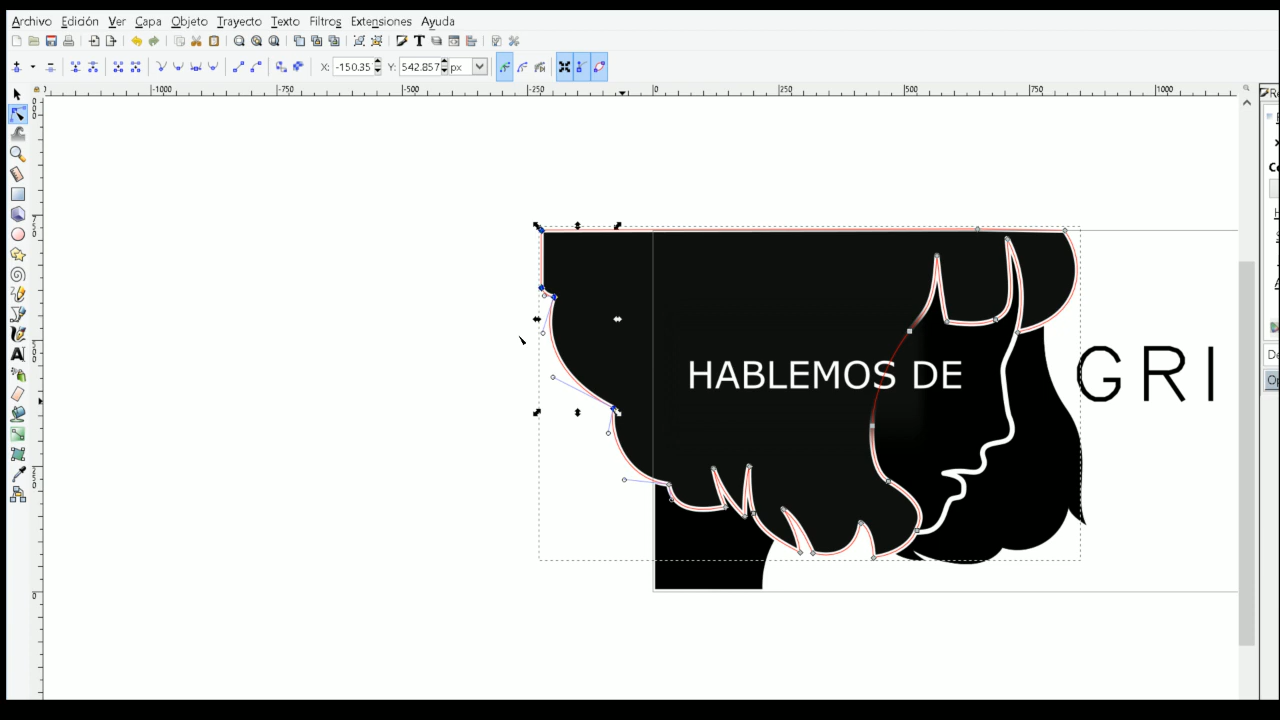 Archivo Edición Ver Capa Objeto Trayecto Texto Filtros Extensiones Ayuda
X: -150.35 Y: 542.857 px
-1000 -750 -500 -250 0 250 500 750 1000
HABLEMOS DE
GRI